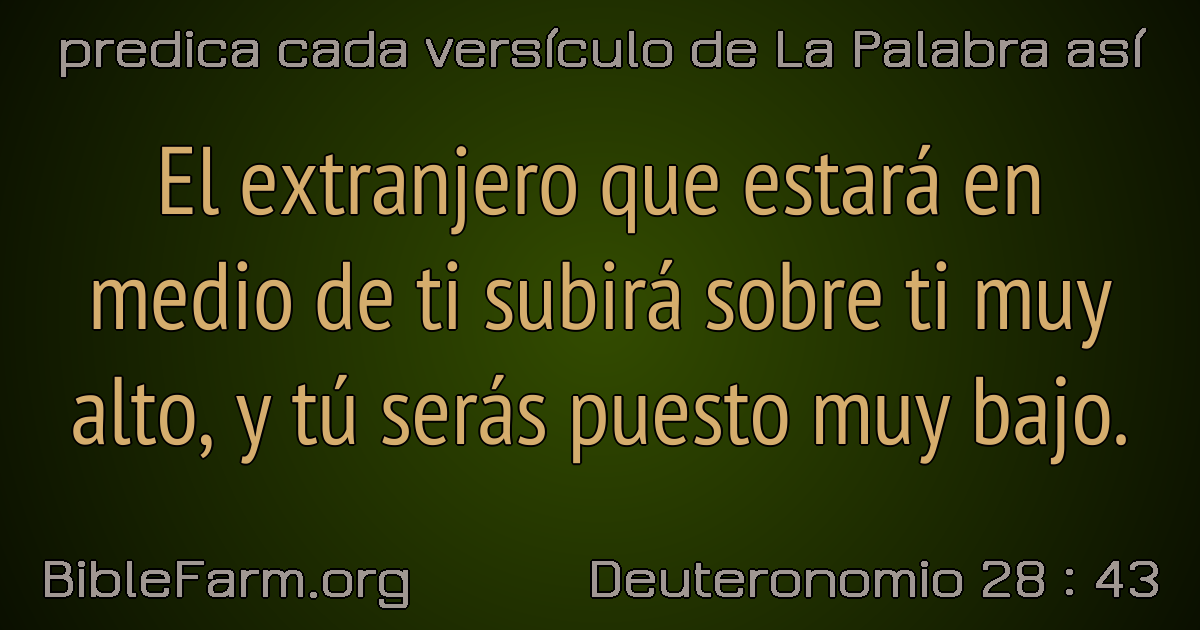 predica cada versículo de La Palabra así
El extranjero que estará en
medio de ti subirá sobre ti muy
alto, y tú serás puesto muy bajo.
BibleFarm.org Deuteronomio 28 : 43